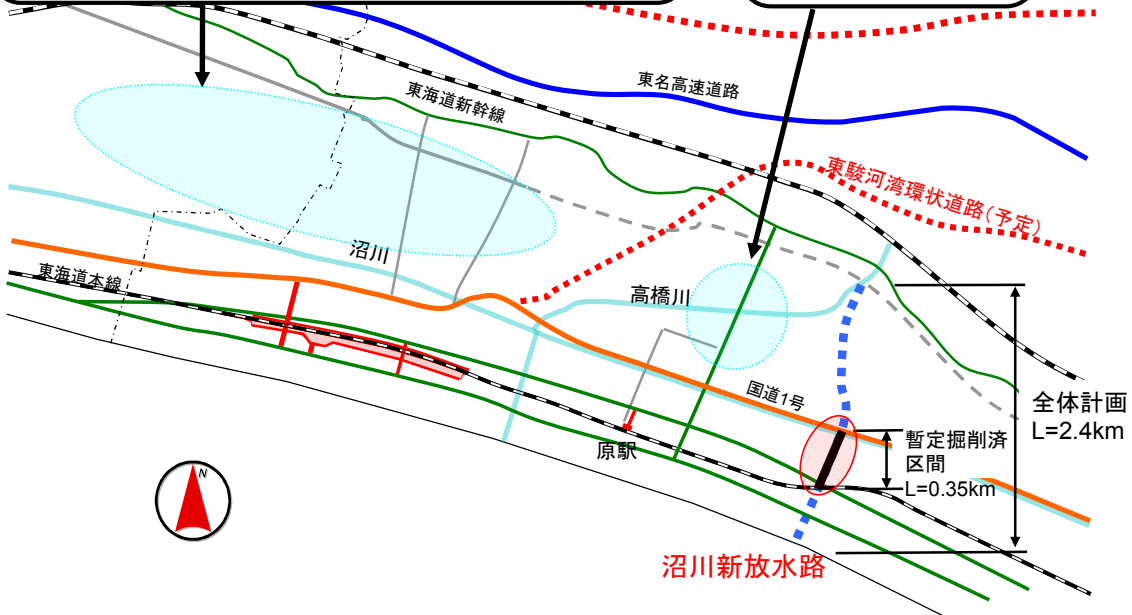 東名高速道路
東海道新幹線
東駿河湾環状道路(予定)
沼川
東海道本線
高橋川
国道1号
全体計画
L=2.4km
暫定掘削済
区間
L=0.35km
原駅
N
沼川新放水路